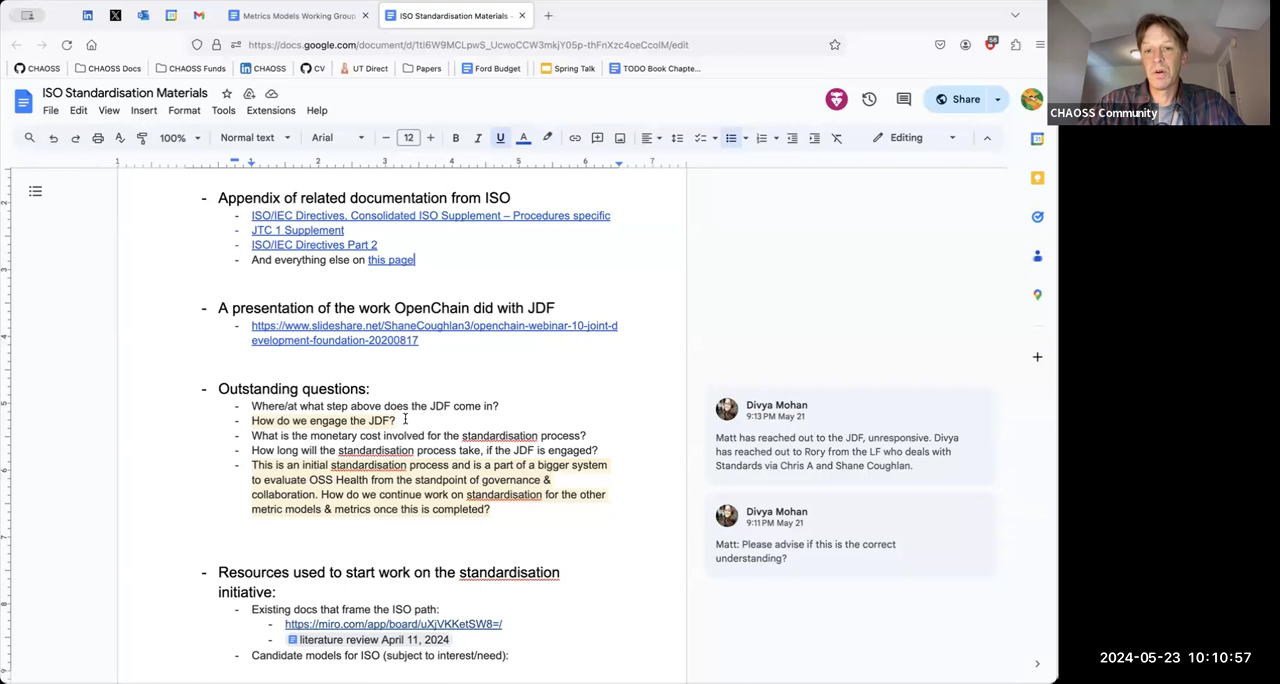 Metrics Models Working Group
ISO Standardisation Materials -
https://docs.google.com/document/d/1tI6W9MCLpwS_UcwoCCW3mkjY05p-thFnXzc4oeCcoIM/edit
56
CHAOSS
CHAOSS Docs
CHAOSS Funds
CHAOSS
CV
UT Direct
Papers
Ford Budget
Spring Talk
TODO Book Chapte...
CHAOSS Community
ISO Standardisation Materials
File Edit View Insert Format Tools Extensions Help
Share
100% Normal text Arial 12 B I U A Editing
1 1 2 3 4 5 6 7
- Appendix of related documentation from ISO
- ISO/IEC Directives, Consolidated ISO Supplement – Procedures specific
- JTC 1 Supplement
- ISO/IEC Directives Part 2
- And everything else on this page
- A presentation of the work OpenChain did with JDF
- https://www.slideshare.net/ShaneCoughlan3/openchain-webinar-10-joint-d
evelopment-foundation-20200817
- Outstanding questions:
- Where/at what step above does the JDF come in?
- How do we engage the JDF?
- What is the monetary cost involved for the standardisation process?
- How long will the standardisation process take, if the JDF is engaged?
- This is an initial standardisation process and is a part of a bigger system
to evaluate OSS Health from the standpoint of governance &
collaboration. How do we continue work on standardisation for the other
metric models & metrics once this is completed?
- Resources used to start work on the standardisation
initiative:
- Existing docs that frame the ISO path:
- https://miro.com/app/board/uXjVKKetSW8=/
- literature review April 11, 2024
- Candidate models for ISO (subject to interest/need):
Divya Mohan
9:13 PM May 21
Matt has reached out to the JDF, unresponsive. Divya
has reached out to Rory from the LF who deals with
Standards via Chris A and Shane Coughlan.
Divya Mohan
9:11 PM May 21
Matt: Please advise if this is the correct
understanding?
2024-05-23 10:10:57